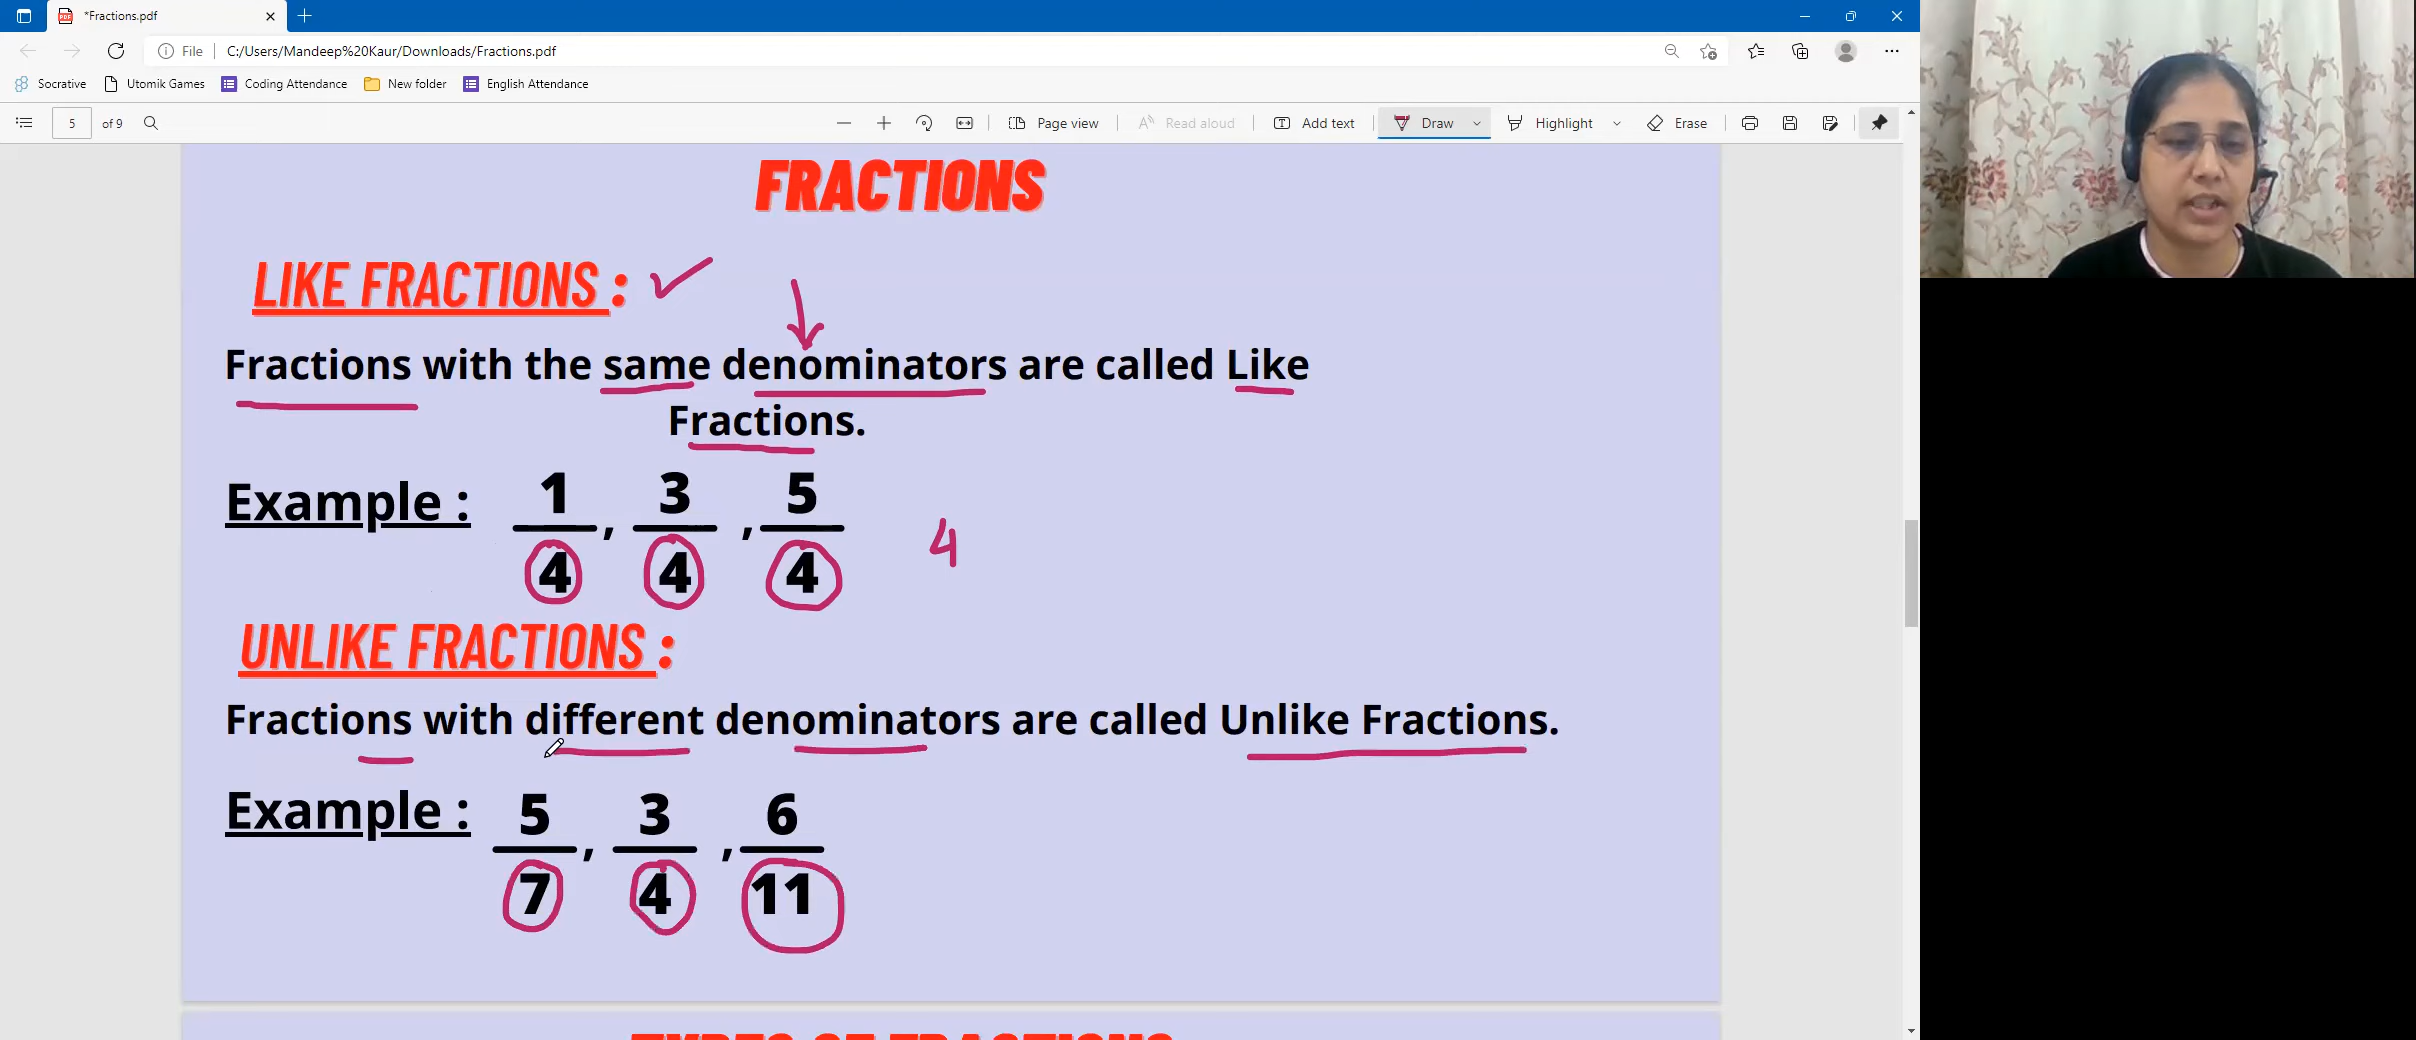 *Fractions.pdf
File
C:/Users/Mandeep%20Kaur/Downloads/Fractions.pdf
Socrative Utomik Games Coding Attendance New folder English Attendance
5 of 9 Page view Read aloud Add text Draw Highlight Erase
FRACTIONS
LIKE FRACTIONS :
Fractions with the same denominators are called Like
Fractions.
Example : 1/4 , 3/4 , 5/4 4
UNLIKE FRACTIONS :
Fractions with different denominators are called Unlike Fractions.
Example : 5/7 , 3/4 , 6/11
TYPES OF FRACTIONS